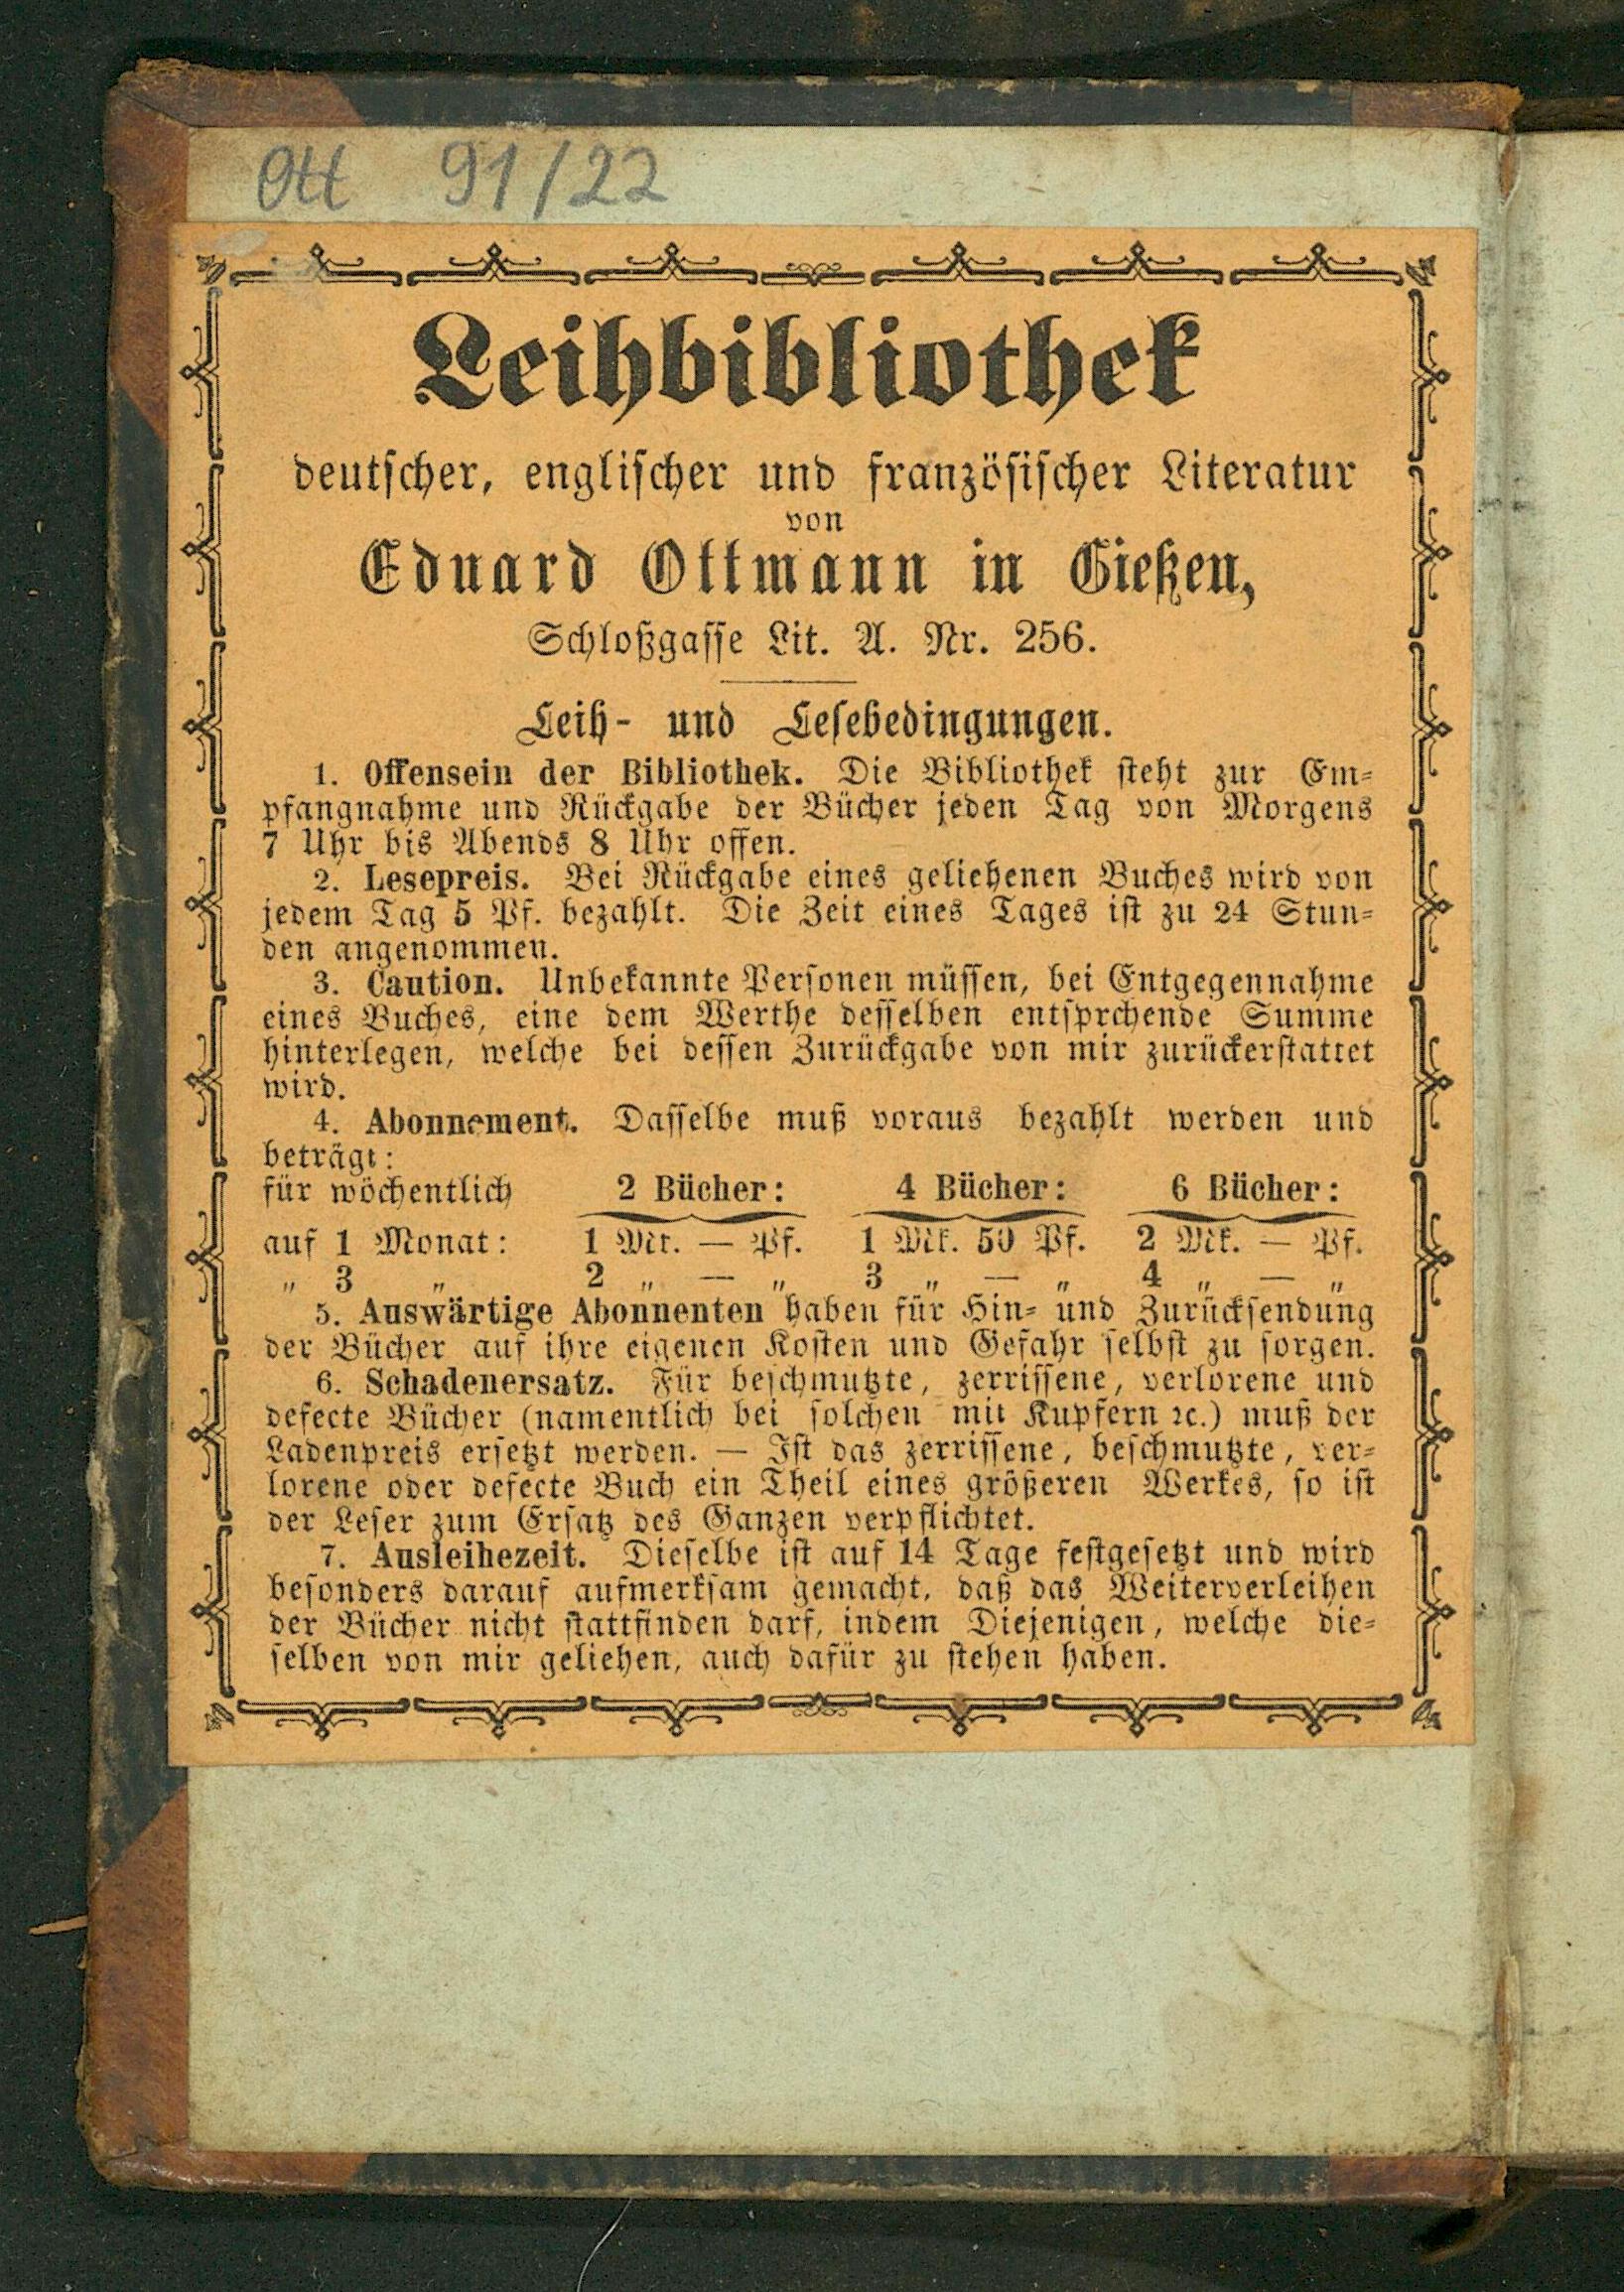 Ott 91/22
Leihbibliothek
deutscher, englischer und französischer Literatur
von
Eduard Ottmann in Gießen,
Schloßgasse Lit. A. Nr. 256.
Leih- und Lesebedingungen.
1. Offensein der Bibliothek. Die Bibliothek steht zur Em-
pfangnahme und Rückgabe der Bücher jeden Tag von Morgens
7 Uhr bis Abends 8 Uhr offen.
2. Lesepreis. Bei Rückgabe eines geliehenen Buches wird von
jedem Tag 5 Pf. bezahlt. Die Zeit eines Tages ist zu 24 Stun-
den angenommen.
3. Caution. Unbekannte Personen müssen, bei Entgegennahme
eines Buches, eine dem Werthe desselben entsprchende Summe
hinterlegen, welche bei dessen Zurückgabe von mir zurückerstattet
wird.
4. Abonnement. Dasselbe muß voraus bezahlt werden und
beträgt:
für wöchentlich 2 Bücher: 4 Bücher: 6 Bücher:
auf 1 Monat: 1 Mk. — Pf. 1 Mk. 50 Pf. 2 Mk. — Pf.
„ 3 „ 2 „ — „ 3 „ — „ 4 „ — „
5. Auswärtige Abonnenten haben für Hin- und Zurücksendung
der Bücher auf ihre eigenen Kosten und Gefahr selbst zu sorgen.
6. Schadenersatz. Für beschmutzte, zerrissene, verlorene und
defecte Bücher (namentlich bei solchen mit Kupfern ꝛc.) muß der
Ladenpreis ersetzt werden. — Ist das zerrissene, beschmutzte, ver-
lorene oder defecte Buch ein Theil eines größeren Werkes, so ist
der Leser zum Ersatz des Ganzen verpflichtet.
7. Ausleihezeit. Dieselbe ist auf 14 Tage festgesetzt und wird
besonders darauf aufmerksam gemacht, daß das Weiterverleihen
der Bücher nicht stattfinden darf, indem Diejenigen, welche die-
selben von mir geliehen, auch dafür zu stehen haben.